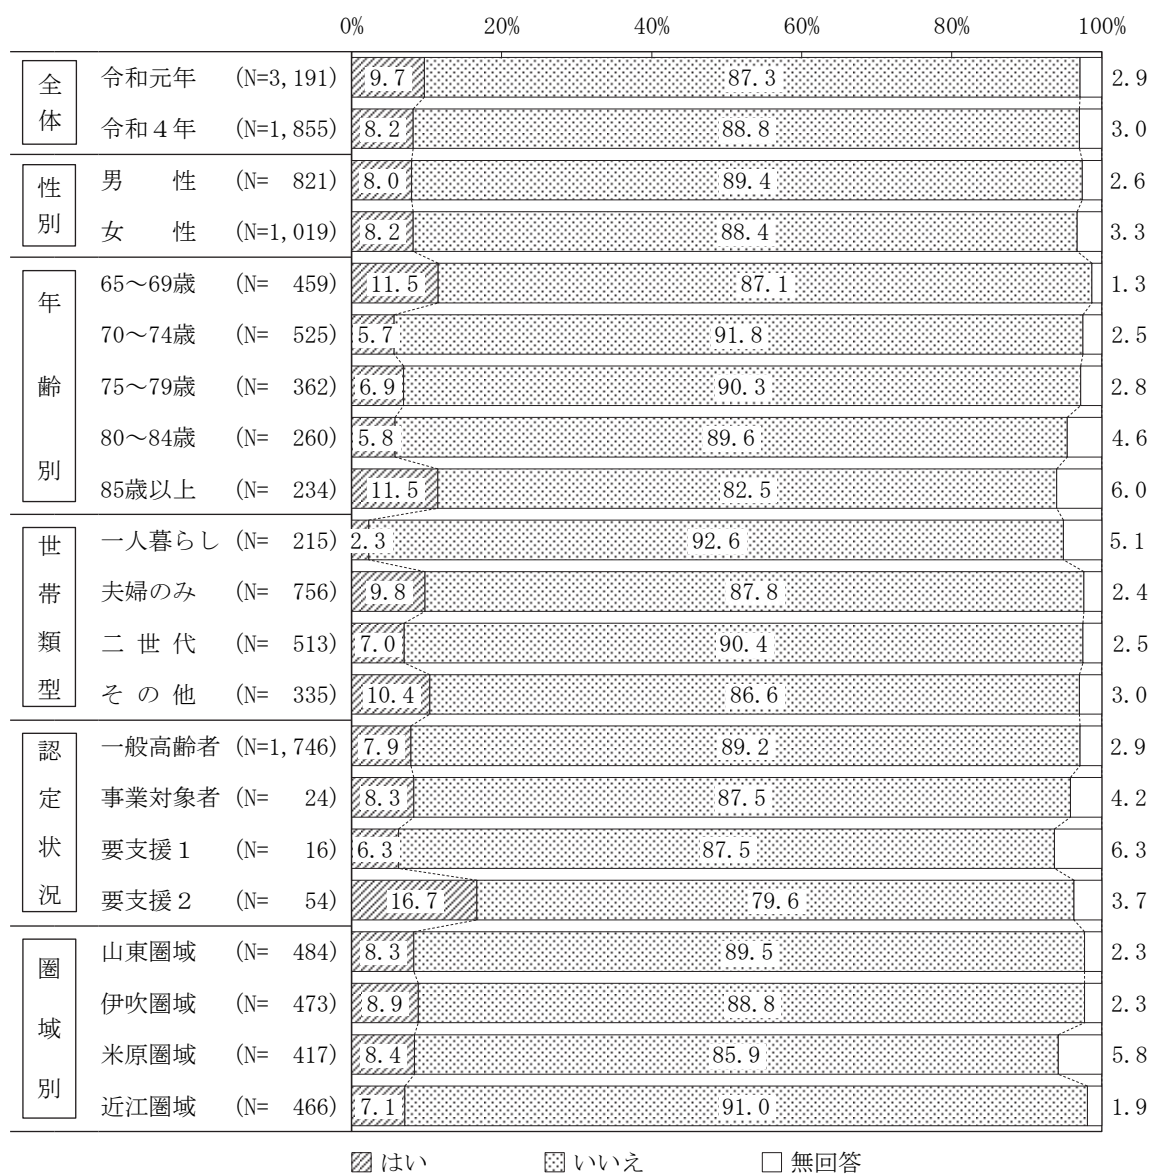 0% 20% 40% 60% 80% 100%
全体
令和元年 (N=3,191) 9.7 87.3 2.9
令和４年 (N=1,855) 8.2 88.8 3.0
性別
男性 (N= 821) 8.0 89.4 2.6
女性 (N=1,019) 8.2 88.4 3.3
年齢別
65～69歳 (N= 459) 11.5 87.1 1.3
70～74歳 (N= 525) 5.7 91.8 2.5
75～79歳 (N= 362) 6.9 90.3 2.8
80～84歳 (N= 260) 5.8 89.6 4.6
85歳以上 (N= 234) 11.5 82.5 6.0
世帯類型
一人暮らし (N= 215) 2.3 92.6 5.1
夫婦のみ (N= 756) 9.8 87.8 2.4
二世代 (N= 513) 7.0 90.4 2.5
その他 (N= 335) 10.4 86.6 3.0
認定状況
一般高齢者 (N=1,746) 7.9 89.2 2.9
事業対象者 (N= 24) 8.3 87.5 4.2
要支援１ (N= 16) 6.3 87.5 6.3
要支援２ (N= 54) 16.7 79.6 3.7
圏域別
山東圏域 (N= 484) 8.3 89.5 2.3
伊吹圏域 (N= 473) 8.9 88.8 2.3
米原圏域 (N= 417) 8.4 85.9 5.8
近江圏域 (N= 466) 7.1 91.0 1.9
はい いいえ 無回答